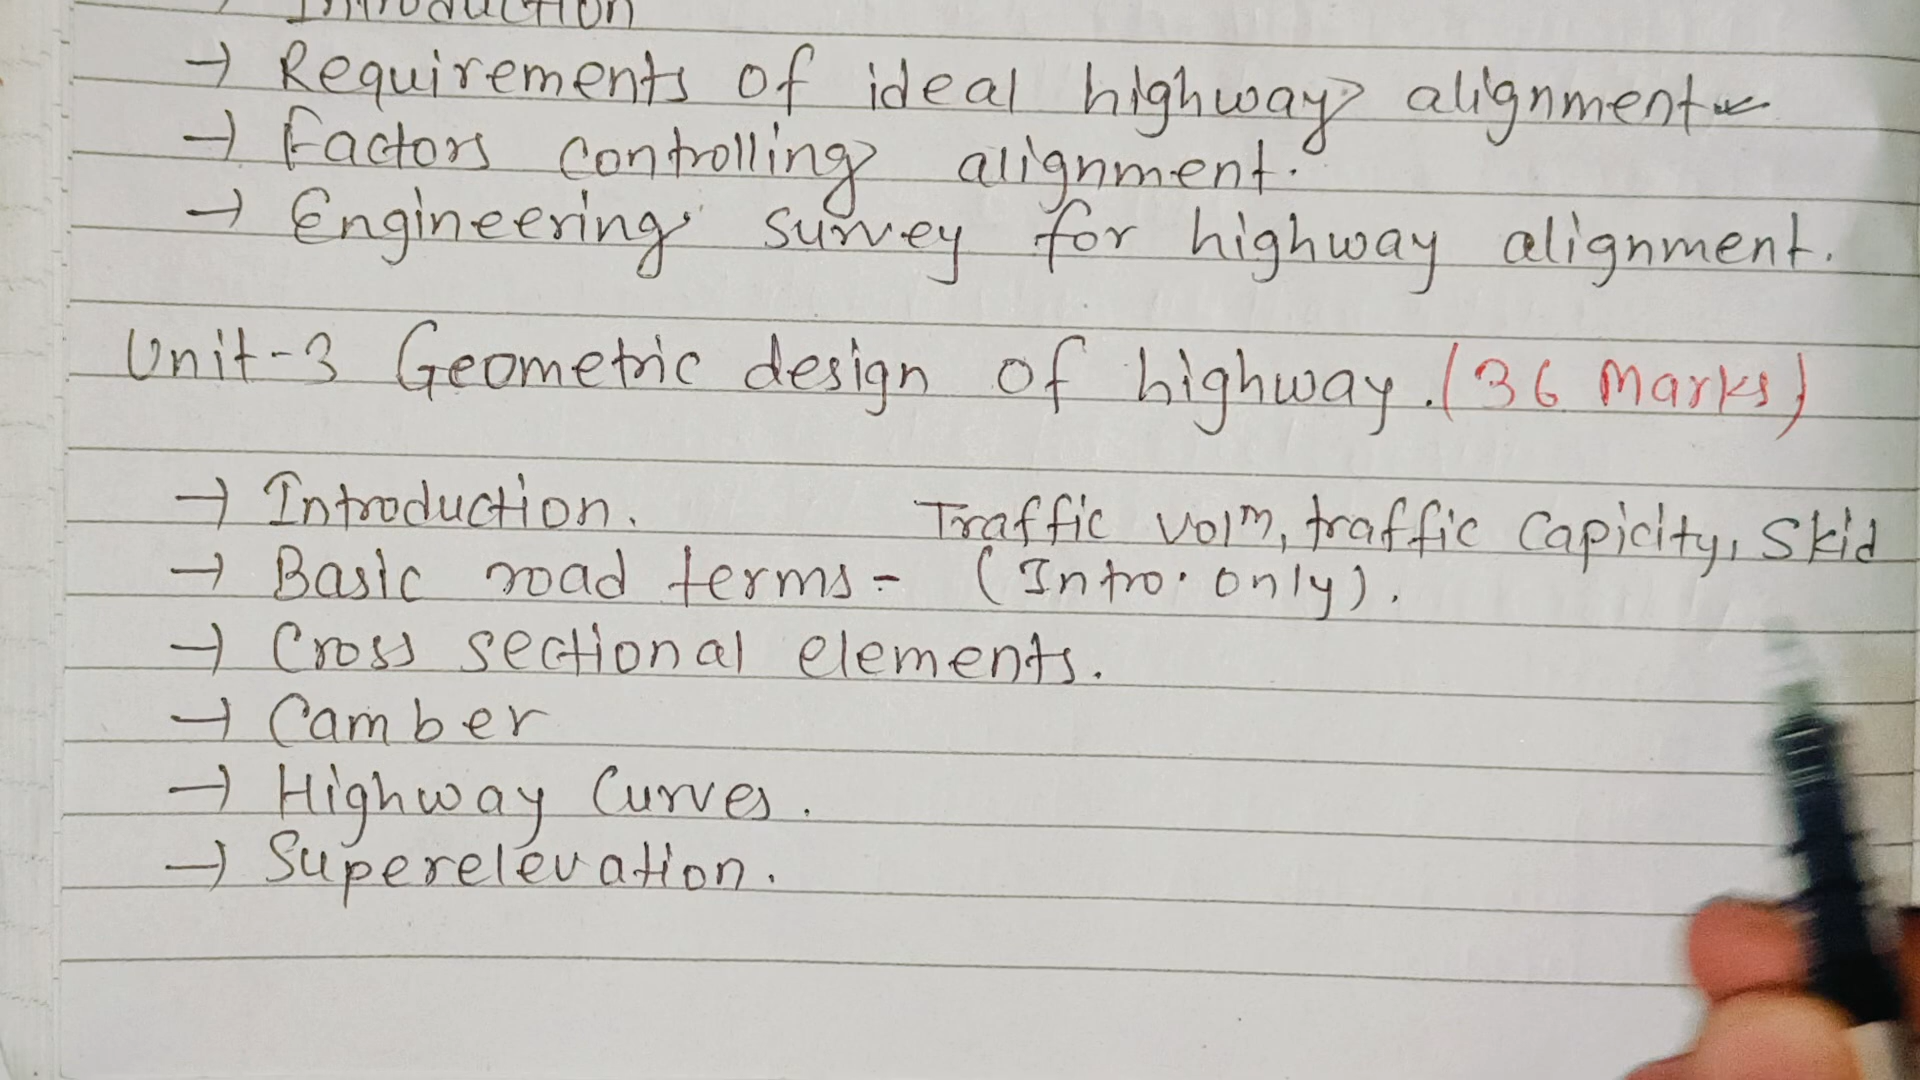 Introduction
→ Requirements of ideal highway alignment
→ Factors controlling alignment.
→ Engineering survey for highway alignment.
Unit-3 Geometric design of highway. (36 Marks)
→ Introduction.
Traffic volm, traffic Capicity, Skid
→ Basic road terms - (Intro. only).
→ Cross sectional elements.
→ Camber
→ Highway Curves.
→ Superelevation.